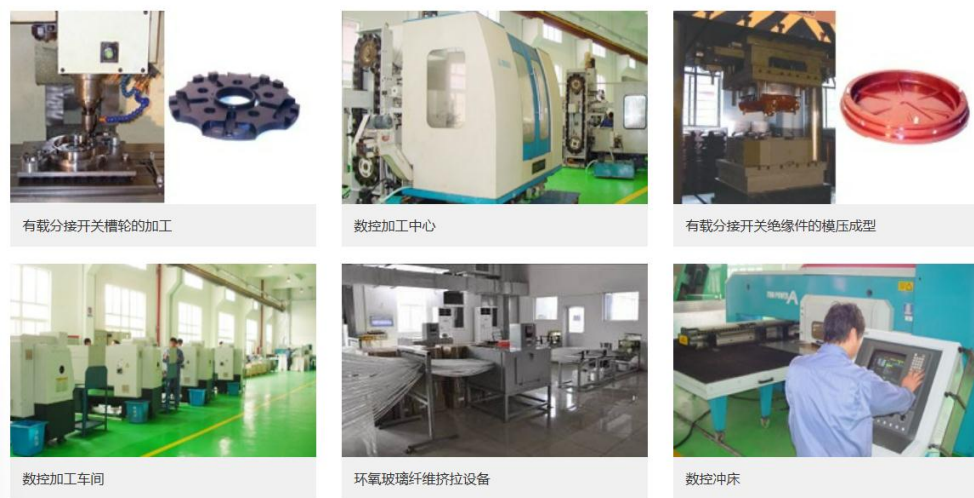 有载分接开关槽轮的加工
数控加工中心
有载分接开关绝缘件的模压成型
数控加工车间
环氧玻璃纤维挤拉设备
数控冲床